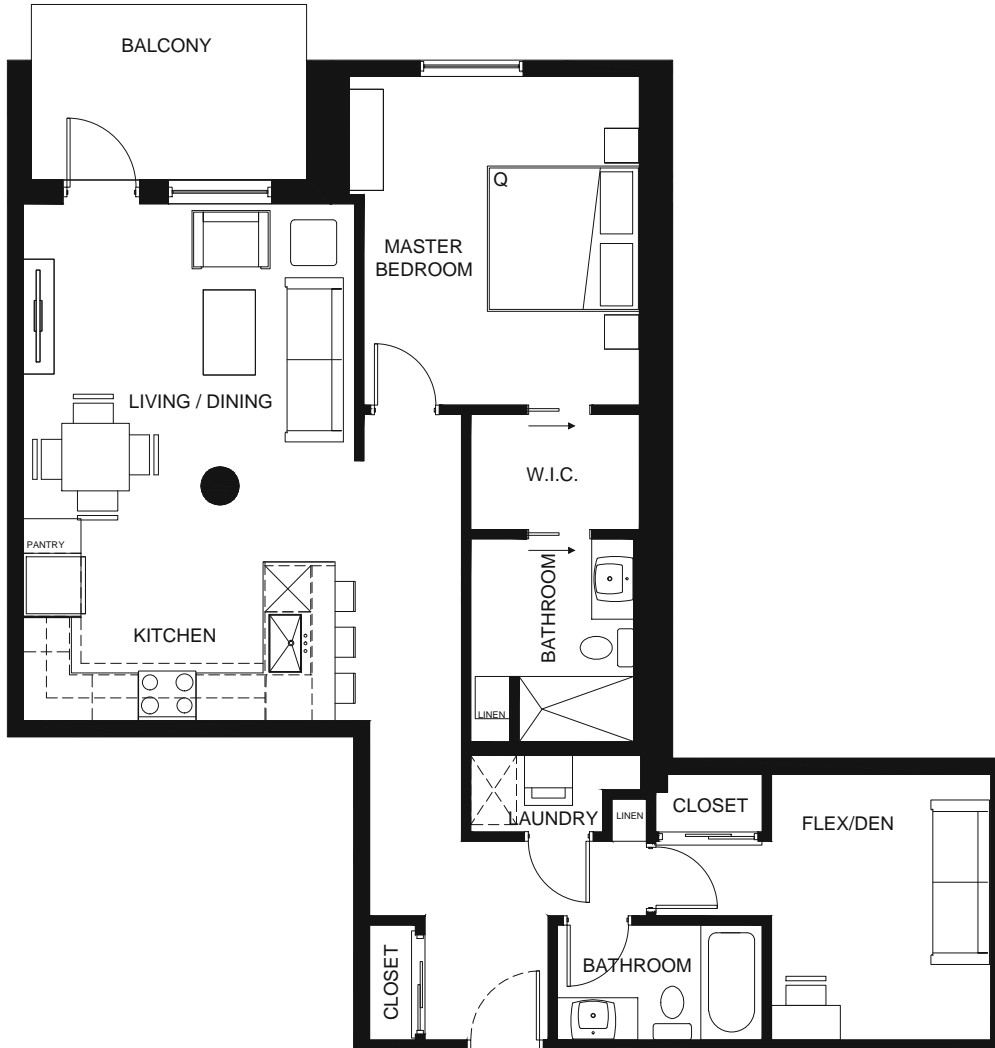 BALCONY
Q
MASTER
BEDROOM
LIVING / DINING
W.I.C.
PANTRY
BATHROOM
KITCHEN
LINEN
CLOSET
LAUNDRY
LINEN
FLEX/DEN
BATHROOM
CLOSET